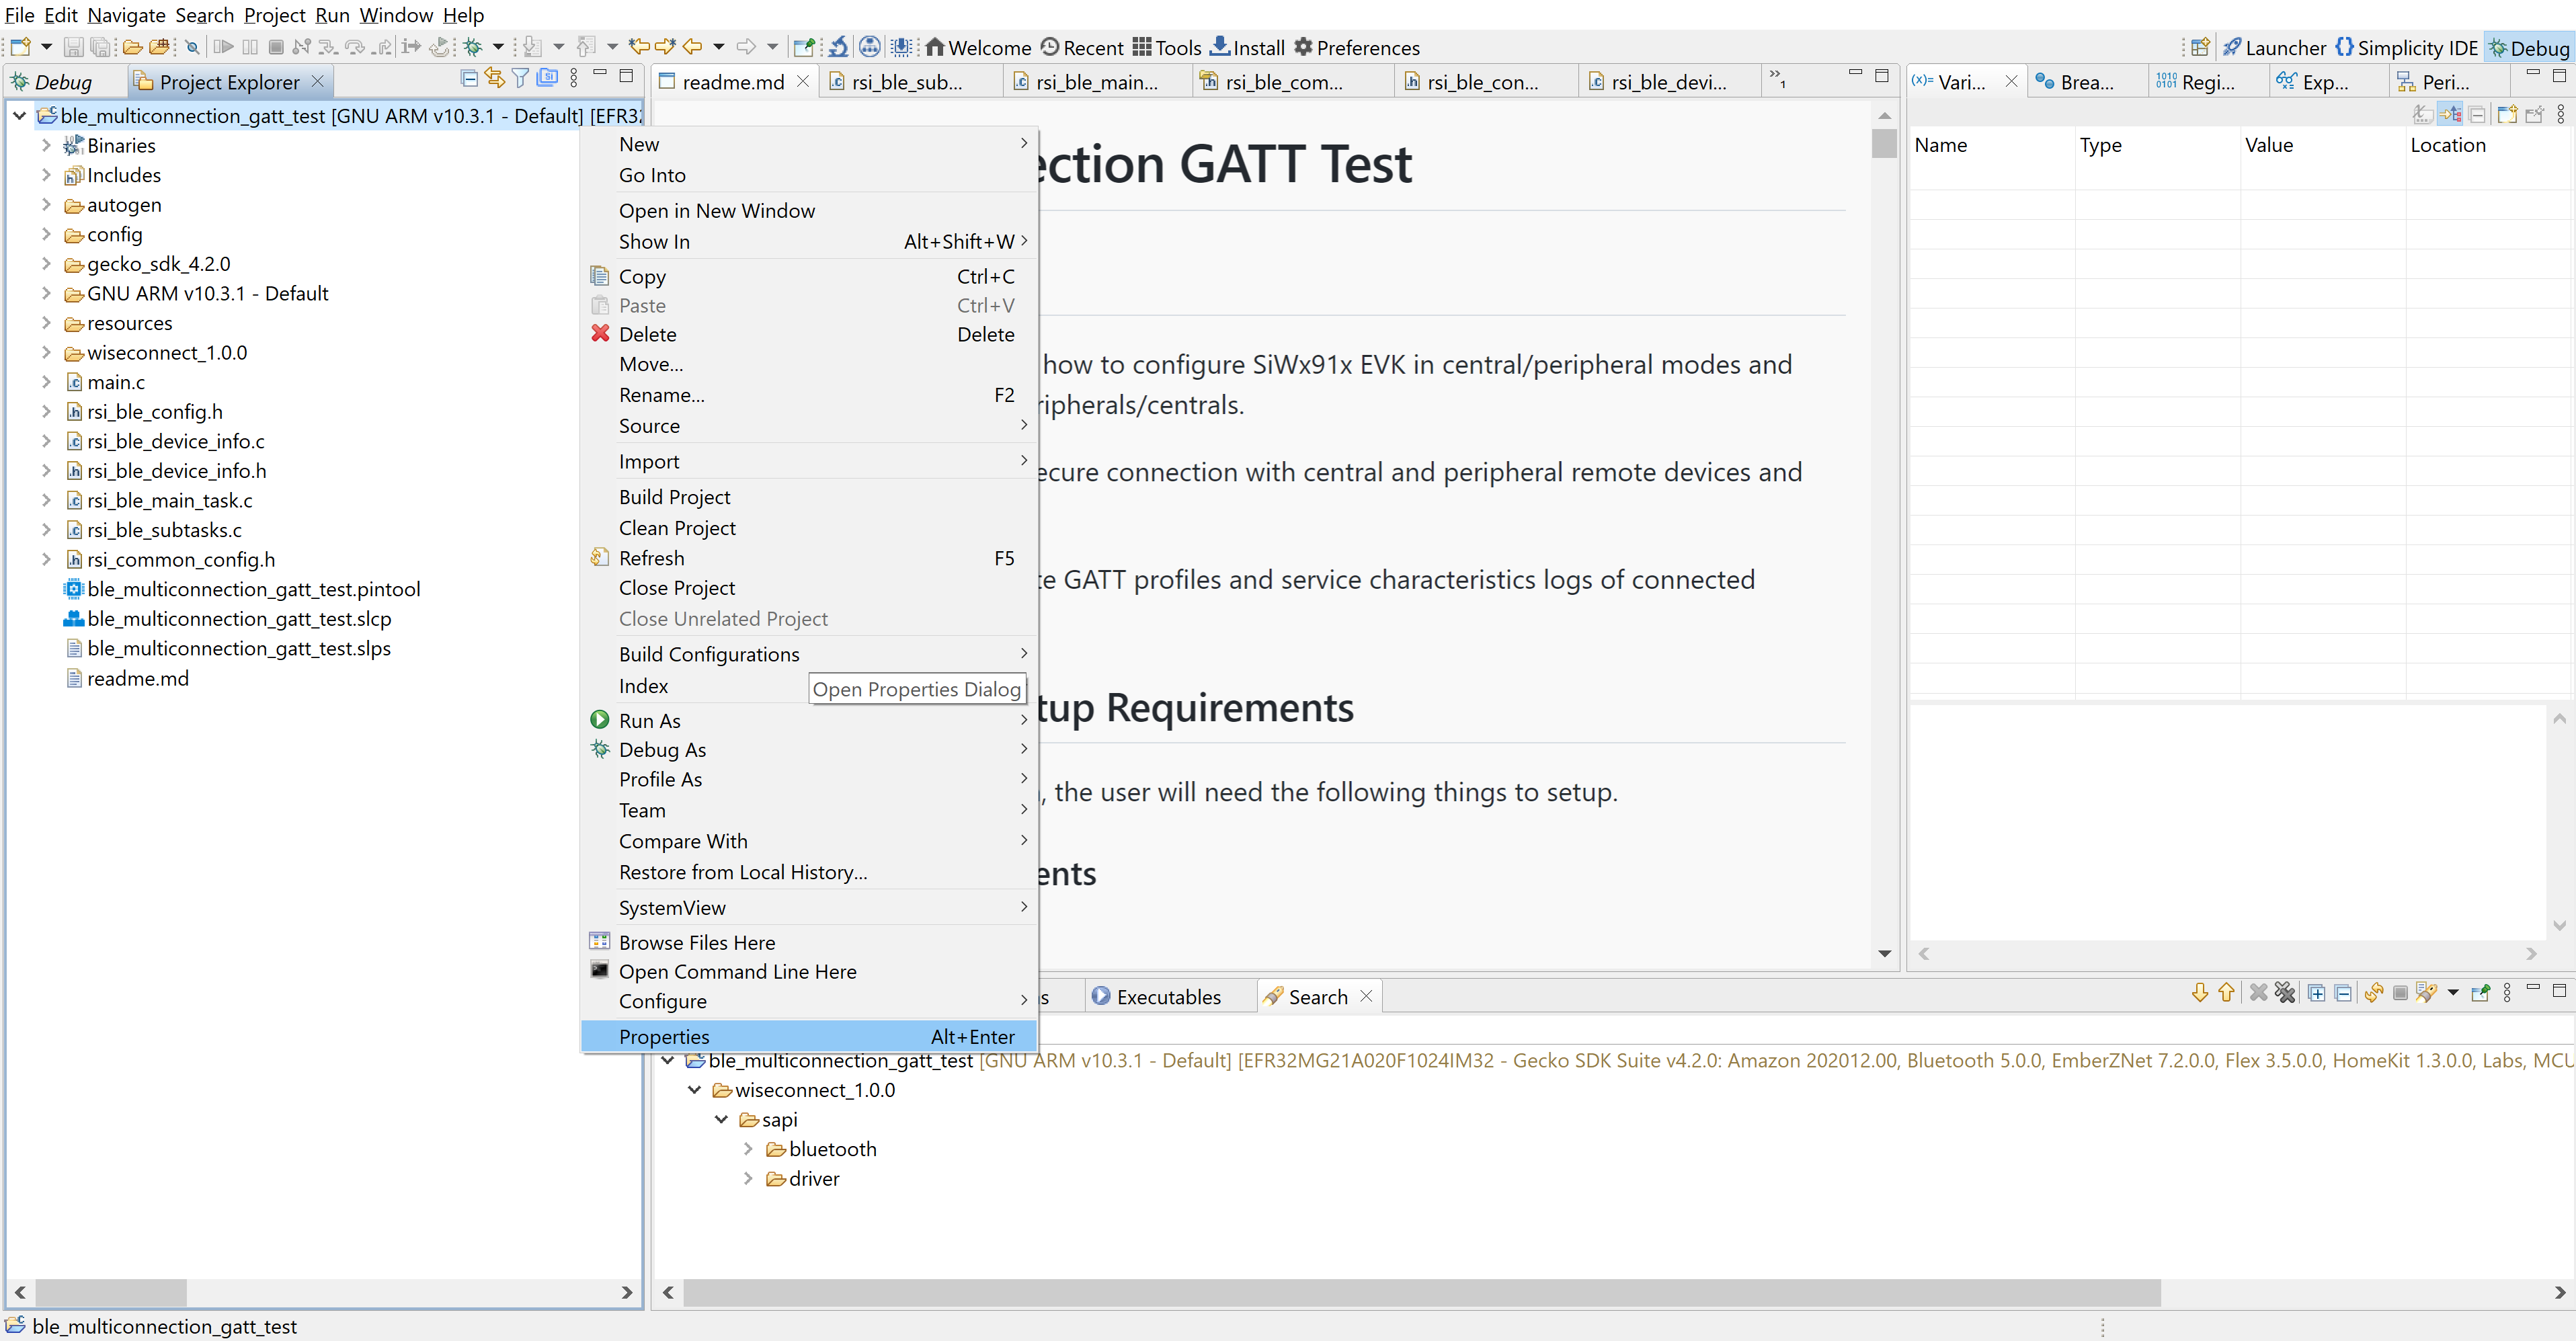 File Edit Navigate Search Project Run Window Help
Welcome Recent Tools Install Preferences
Launcher Simplicity IDE Debug
Debug
Project Explorer
readme.md
rsi_ble_sub...
rsi_ble_main...
rsi_ble_com...
rsi_ble_con...
rsi_ble_devi...
»1
(x)= Vari...
Brea...
1010 0101 Regi...
Exp...
Peri...
ble_multiconnection_gatt_test [GNU ARM v10.3.1 - Default] [EFR32
Binaries
Includes
autogen
config
gecko_sdk_4.2.0
GNU ARM v10.3.1 - Default
resources
wiseconnect_1.0.0
main.c
rsi_ble_config.h
rsi_ble_device_info.c
rsi_ble_device_info.h
rsi_ble_main_task.c
rsi_ble_subtasks.c
rsi_common_config.h
ble_multiconnection_gatt_test.pintool
ble_multiconnection_gatt_test.slcp
ble_multiconnection_gatt_test.slps
readme.md
New
Go Into
Open in New Window
Show In Alt+Shift+W
Copy Ctrl+C
Paste Ctrl+V
Delete Delete
Move...
Rename... F2
Source
Import
Build Project
Clean Project
Refresh F5
Close Project
Close Unrelated Project
Build Configurations
Index
Open Properties Dialog
Run As
Debug As
Profile As
Team
Compare With
Restore from Local History...
SystemView
Browse Files Here
Open Command Line Here
Configure
Properties Alt+Enter
ection GATT Test
how to configure SiWx91x EVK in central/peripheral modes and
ripherals/centrals.
ecure connection with central and peripheral remote devices and
te GATT profiles and service characteristics logs of connected
tup Requirements
, the user will need the following things to setup.
ents
Name Type Value Location
s
Executables
Search
ble_multiconnection_gatt_test [GNU ARM v10.3.1 - Default] [EFR32MG21A020F1024IM32 - Gecko SDK Suite v4.2.0: Amazon 202012.00, Bluetooth 5.0.0, EmberZNet 7.2.0.0, Flex 3.5.0.0, HomeKit 1.3.0.0, Labs, MCU
wiseconnect_1.0.0
sapi
bluetooth
driver
ble_multiconnection_gatt_test